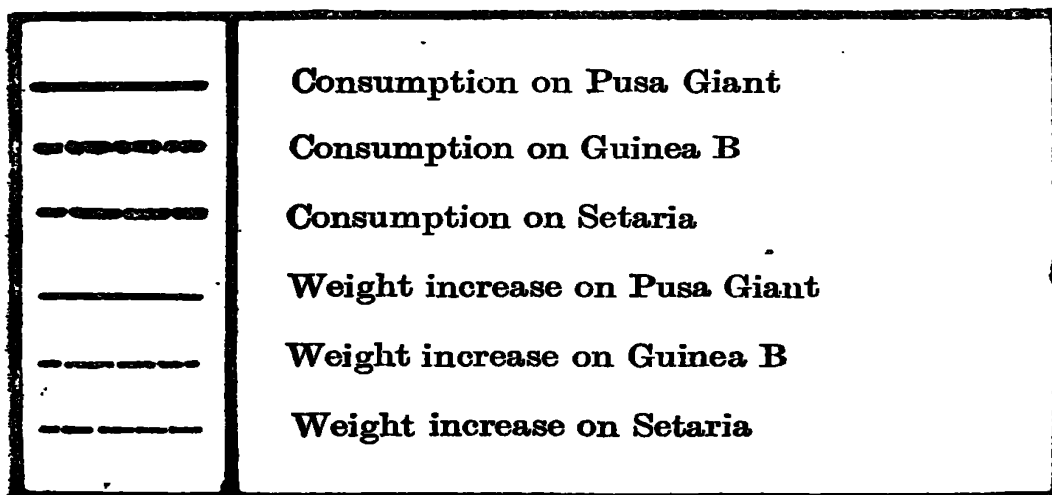 Consumption on Pusa Giant
Consumption on Guinea B
Consumption on Setaria
Weight increase on Pusa Giant
Weight increase on Guinea B
Weight increase on Setaria